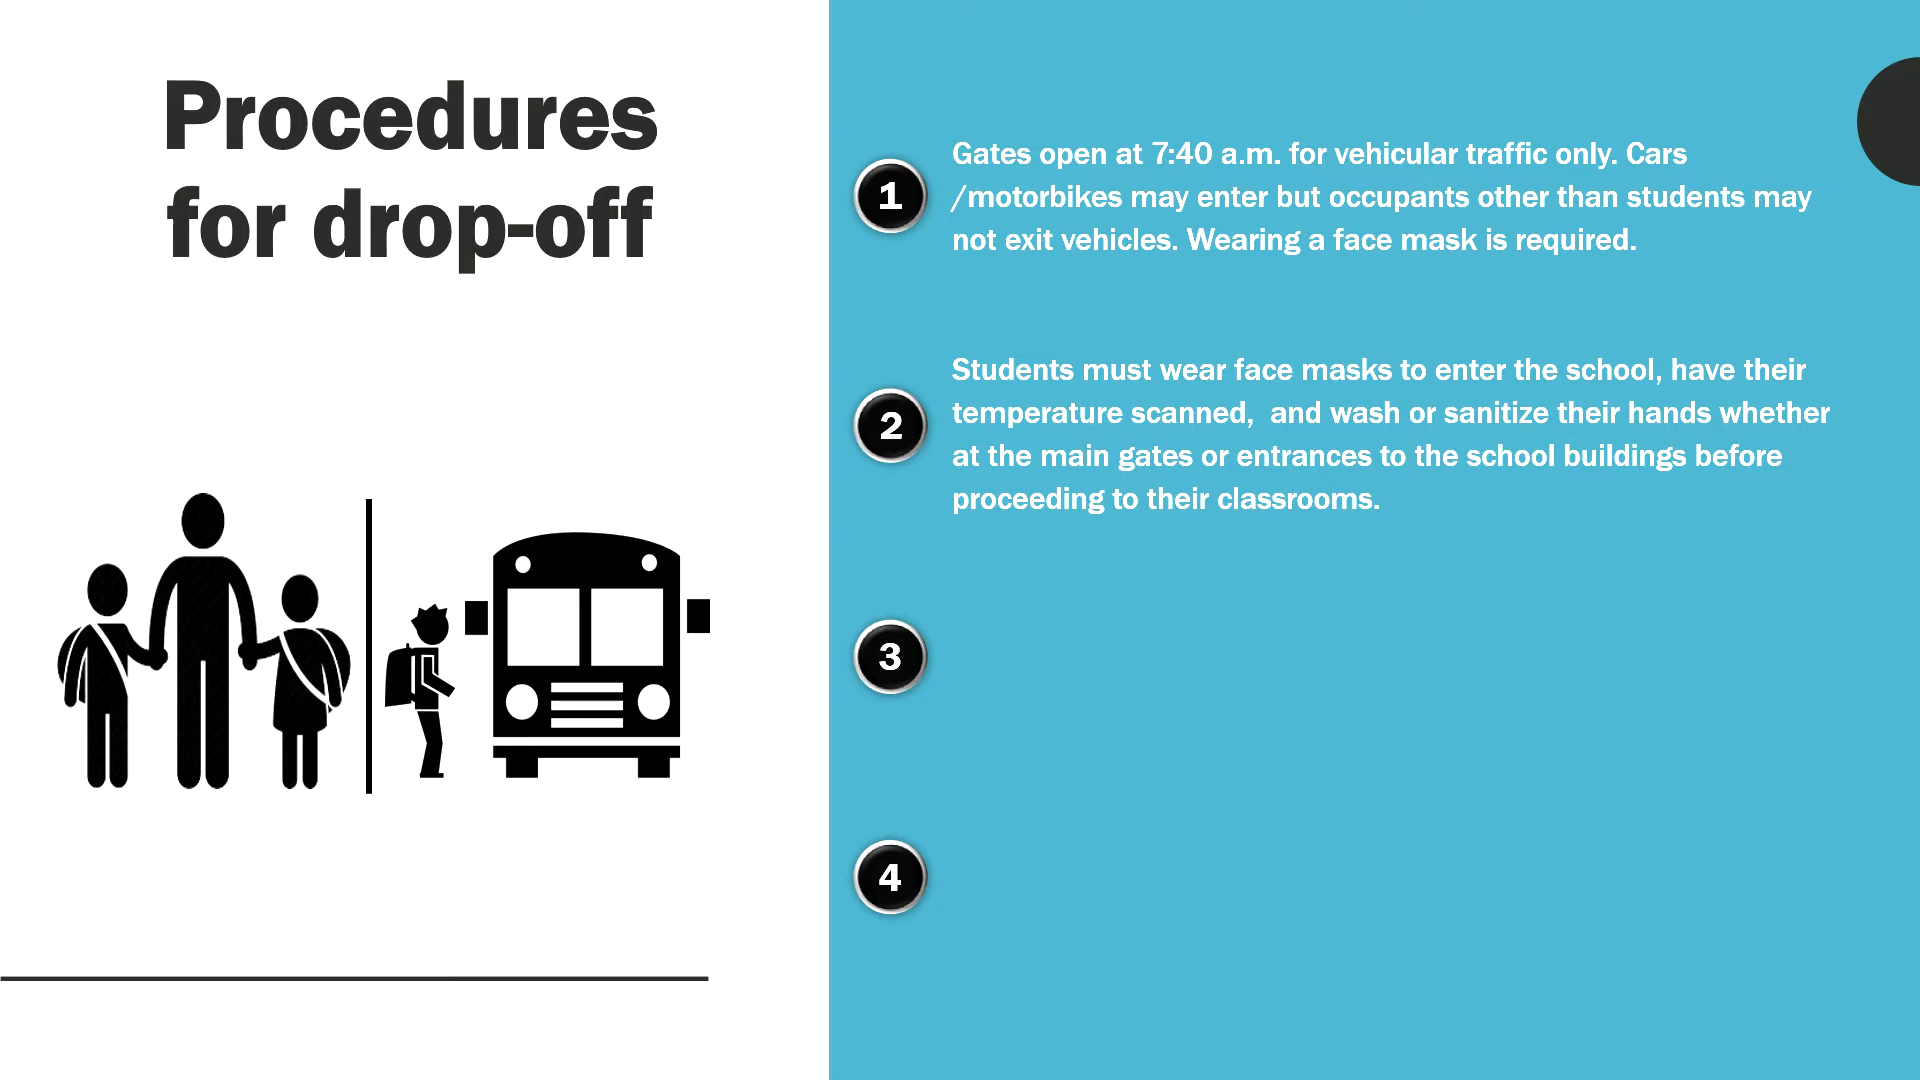 Procedures
for drop-off
1
Gates open at 7:40 a.m. for vehicular traffic only. Cars
/motorbikes may enter but occupants other than students may
not exit vehicles. Wearing a face mask is required.
2
Students must wear face masks to enter the school, have their
temperature scanned,  and wash or sanitize their hands whether
at the main gates or entrances to the school buildings before
proceeding to their classrooms.
3
4